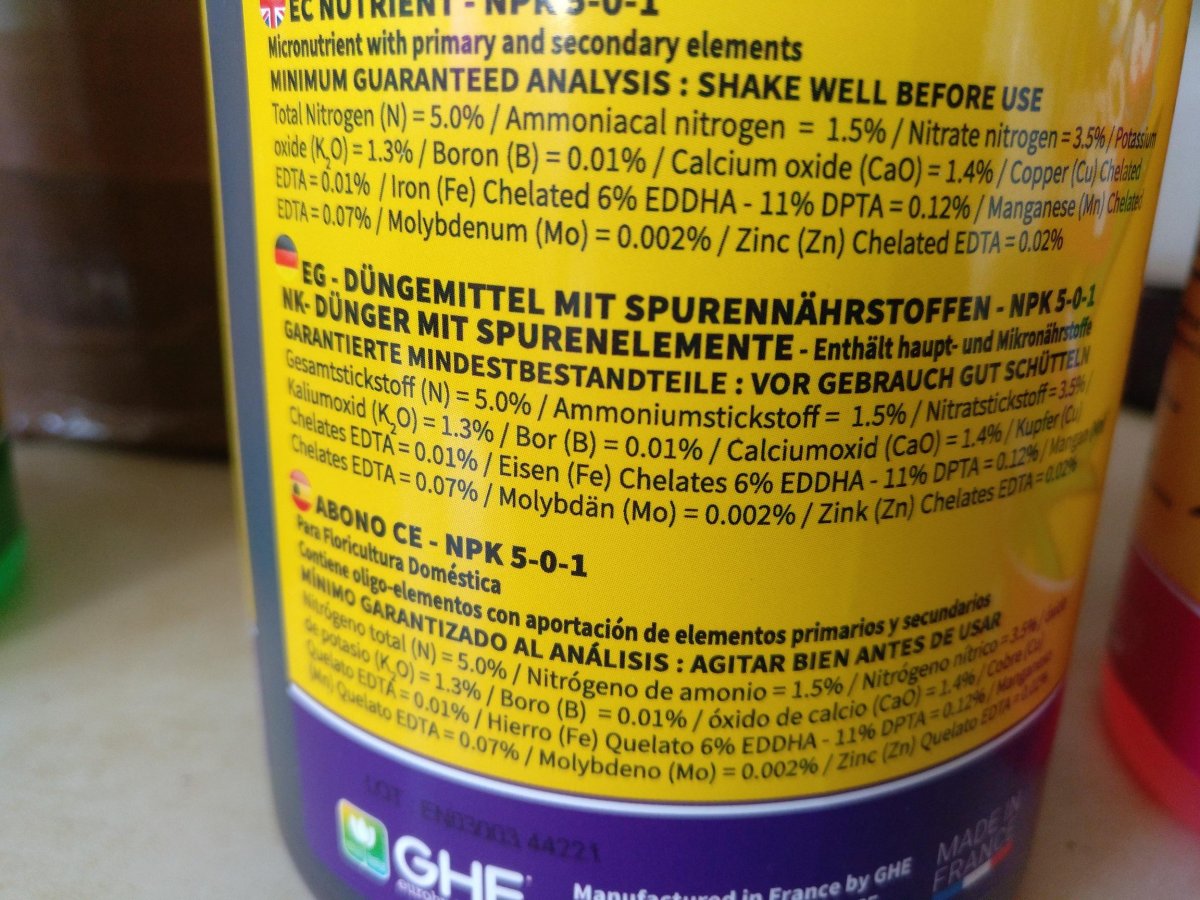 EC NUTRIENT - NPK 5-0-1
Micronutrient with primary and secondary elements
MINIMUM GUARANTEED ANALYSIS : SHAKE WELL BEFORE USE
Total Nitrogen (N) = 5.0% / Ammoniacal nitrogen = 1.5% / Nitrate nitrogen = 3.5% / Potassium
oxide (K2O) = 1.3% / Boron (B) = 0.01% / Calcium oxide (CaO) = 1.4% / Copper (Cu) Chelated
EDTA = 0.01% / Iron (Fe) Chelated 6% EDDHA - 11% DPTA = 0.12% / Manganese (Mn) Chelated
EDTA = 0.07% / Molybdenum (Mo) = 0.002% / Zinc (Zn) Chelated EDTA = 0.02%
EG - DÜNGEMITTEL MIT SPURENNÄHRSTOFFEN - NPK 5-0-1
NK- DÜNGER MIT SPURENELEMENTE - Enthält haupt- und Mikronährstoffe
GARANTIERTE MINDESTBESTANDTEILE : VOR GEBRAUCH GUT SCHÜTTELN
Gesamtstickstoff (N) = 5.0% / Ammoniumstickstoff = 1.5% / Nitratstickstoff = 3.5% /
Kaliumoxid (K2O) = 1.3% / Bor (B) = 0.01% / Calciumoxid (CaO) = 1.4% / Kupfer (Cu)
Chelates EDTA = 0.01% / Eisen (Fe) Chelates 6% EDDHA - 11% DPTA = 0.12% / Mangan (Mn)
Chelates EDTA = 0.07% / Molybdän (Mo) = 0.002% / Zink (Zn) Chelates EDTA = 0.02%
ABONO CE - NPK 5-0-1
Para Floricultura Doméstica
Contiene oligo-elementos con aportación de elementos primarios y secundarios
MÍNIMO GARANTIZADO AL ANÁLISIS : AGITAR BIEN ANTES DE USAR
Nitrógeno total (N) = 5.0% / Nitrógeno de amonio = 1.5% / Nitrógeno nítrico = 3.5% / óxido
de potasio (K2O) = 1.3% / Boro (B) = 0.01% / óxido de calcio (CaO) = 1.4% / Cobre (Cu)
Quelato EDTA = 0.01% / Hierro (Fe) Quelato 6% EDDHA - 11% DPTA = 0.12% / Manganeso
(Mn) Quelato EDTA = 0.07% / Molybdeno (Mo) = 0.002% / Zinc (Zn) Quelato EDTA = 0.02%
LOT EN03003 44221
GHE
Manufactured in France by GHE
MADE IN
FRANCE